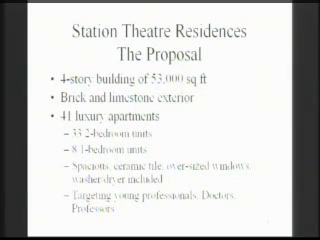 Station Theatre Residences
The Proposal
• 4-story building of 53,000 sq ft
• Brick and limestone exterior
• 41 luxury apartments
– 33 2-bedroom units
– 8 1-bedroom units
– Spacious, ceramic tile, over-sized windows,
washer/dryer included
– Targeting young professionals, Doctors,
Professors